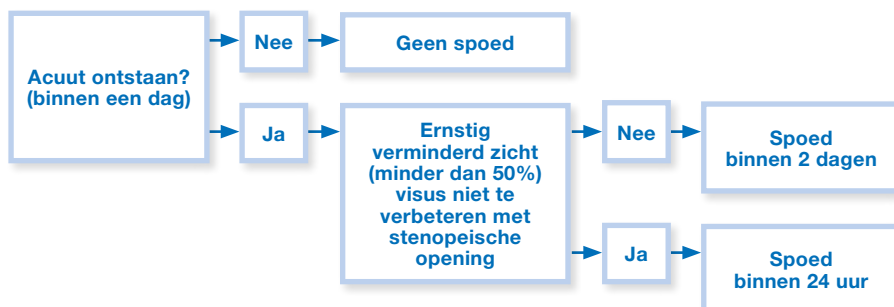 Acuut ontstaan?
(binnen een dag)
Nee
Geen spoed
Ja
Ernstig
verminderd zicht
(minder dan 50%)
visus niet te
verbeteren met
stenopeische
opening
Nee
Spoed
binnen 2 dagen
Ja
Spoed
binnen 24 uur